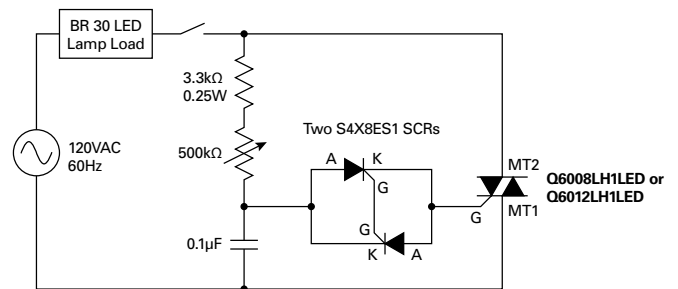 BR 30 LED
Lamp Load
3.3kΩ
0.25W
Two S4X8ES1 SCRs
120VAC
60Hz
500kΩ
A
K
G
MT2
Q6008LH1LED or
Q6012LH1LED
G
MT1
G
K
A
0.1μF